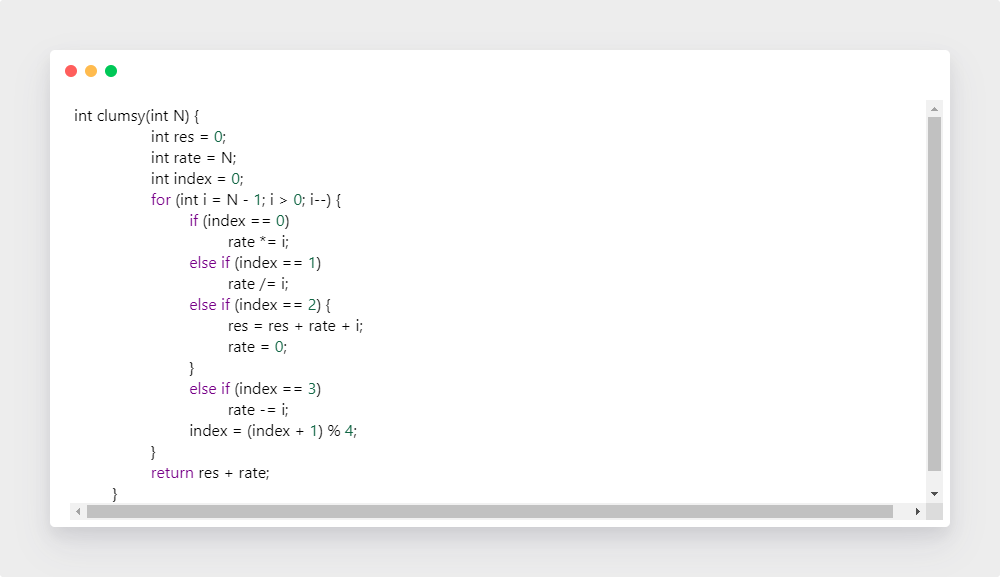 int clumsy(int N) {
int res = 0;
int rate = N;
int index = 0;
for (int i = N - 1; i > 0; i--) {
if (index == 0)
rate *= i;
else if (index == 1)
rate /= i;
else if (index == 2) {
res = res + rate + i;
rate = 0;
}
else if (index == 3)
rate -= i;
index = (index + 1) % 4;
}
return res + rate;
}